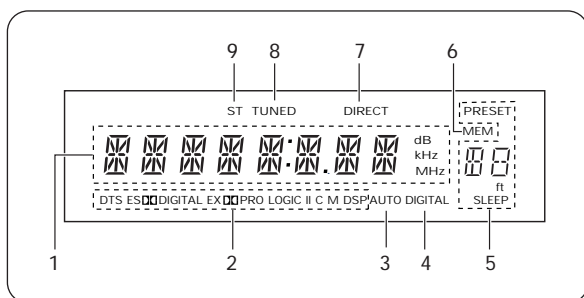 9 8 7 6
ST TUNED DIRECT PRESET
MEM
dB
kHz
MHz
ft
1
DTS ES DIGITAL EX PRO LOGIC II C M DSP AUTO DIGITAL SLEEP
1 2 3 4 5